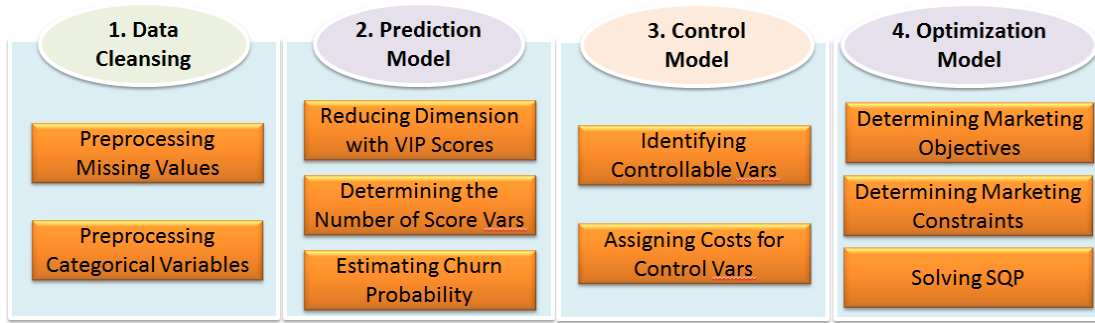 1. Data
Cleansing
Preprocessing
Missing Values
Preprocessing
Categorical Variables
2. Prediction
Model
Reducing Dimension
with VIP Scores
Determining the
Number of Score Vars
Estimating Churn
Probability
3. Control
Model
Identifying
Controllable Vars
Assigning Costs for
Control Vars
4. Optimization
Model
Determining Marketing
Objectives
Determining Marketing
Constraints
Solving SQP